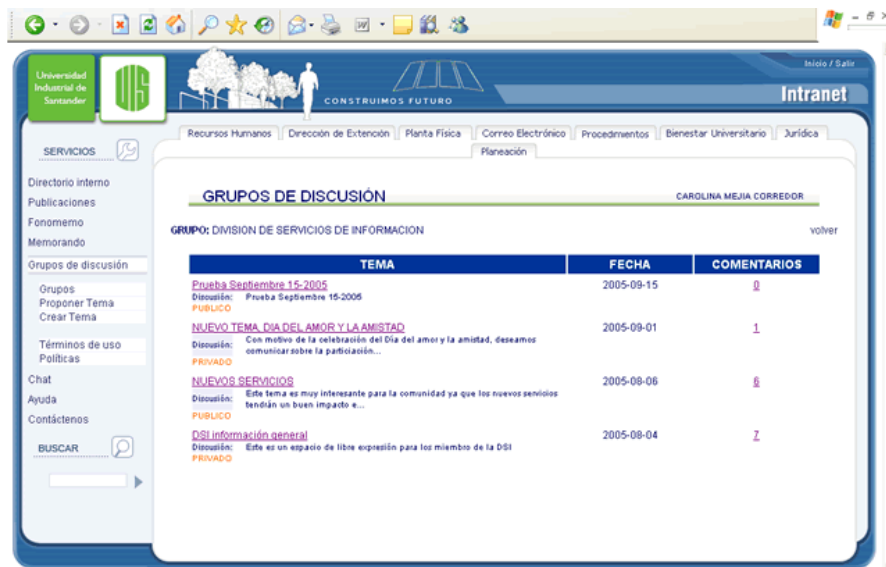 Universidad
Industrial de
Santander
UIS
CONSTRUIMOS FUTURO
Inicio / Salir
Intranet
Recursos Humanos
Dirección de Extención
Planta Física
Correo Electrónico
Procedimientos
Bienestar Universitario
Jurídica
Planeación
SERVICIOS
Directorio interno
Publicaciones
Fonomemo
Memorando
Grupos de discusión
Grupos
Proponer Tema
Crear Tema
Términos de uso
Políticas
Chat
Ayuda
Contáctenos
BUSCAR
GRUPOS DE DISCUSIÓN
CAROLINA MEJIA CORREDOR
GRUPO: DIVISION DE SERVICIOS DE INFORMACION
volver
TEMA FECHA COMENTARIOS
Prueba Septiembre 15-2005 2005-09-15 0
Discusión: Prueba Septiembre 15-2005
PUBLICO
NUEVO TEMA, DIA DEL AMOR Y LA AMISTAD 2005-09-01 1
Discusión: Con motivo de la celebración del Día del amor y la amistad, deseamos
comunicar sobre la particiación...
PRIVADO
NUEVOS SERVICIOS 2005-08-06 6
Discusión: Este tema es muy interesante para la comunidad ya que los nuevos servicios
tendrán un buen impacto e...
PUBLICO
DSI información general 2005-08-04 7
Discusión: Este es un espacio de libre expresión para los miembro de la DSI
PRIVADO